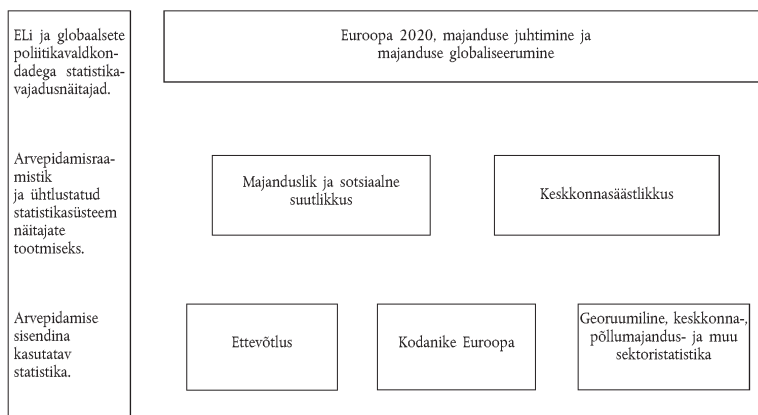 ELi ja globaalsete
poliitikavaldkon-
dadega statistika-
vajadusnäitajad.
Euroopa 2020, majanduse juhtimine ja
majanduse globaliseerumine
Arvepidamisraa-
mistik
ja ühtlustatud
statistikasüsteem
näitajate
tootmiseks.
Majanduslik ja sotsiaalne
suutlikkus
Keskkonnasäästlikkus
Arvepidamise
sisendina
kasutatav
statistika.
Ettevõtlus
Kodanike Euroopa
Georuumiline, keskkonna-,
põllumajandus- ja muu
sektoristatistika